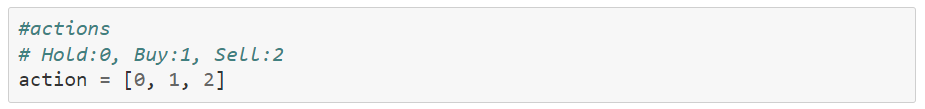 #actions
# Hold:0, Buy:1, Sell:2
action = [0, 1, 2]